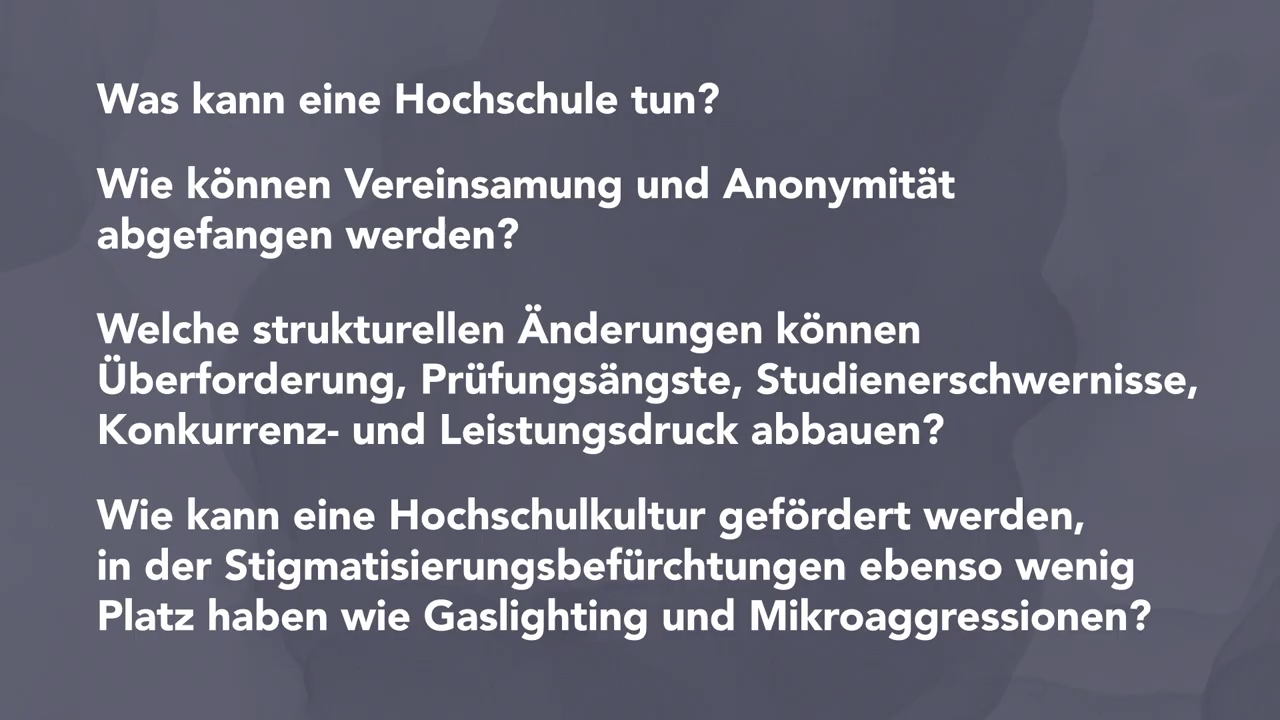 Was kann eine Hochschule tun?
Wie können Vereinsamung und Anonymität
abgefangen werden?
Welche strukturellen Änderungen können
Überforderung, Prüfungsängste, Studienerschwernisse,
Konkurrenz- und Leistungsdruck abbauen?
Wie kann eine Hochschulkultur gefördert werden,
in der Stigmatisierungsbefürchtungen ebenso wenig
Platz haben wie Gaslighting und Mikroaggressionen?